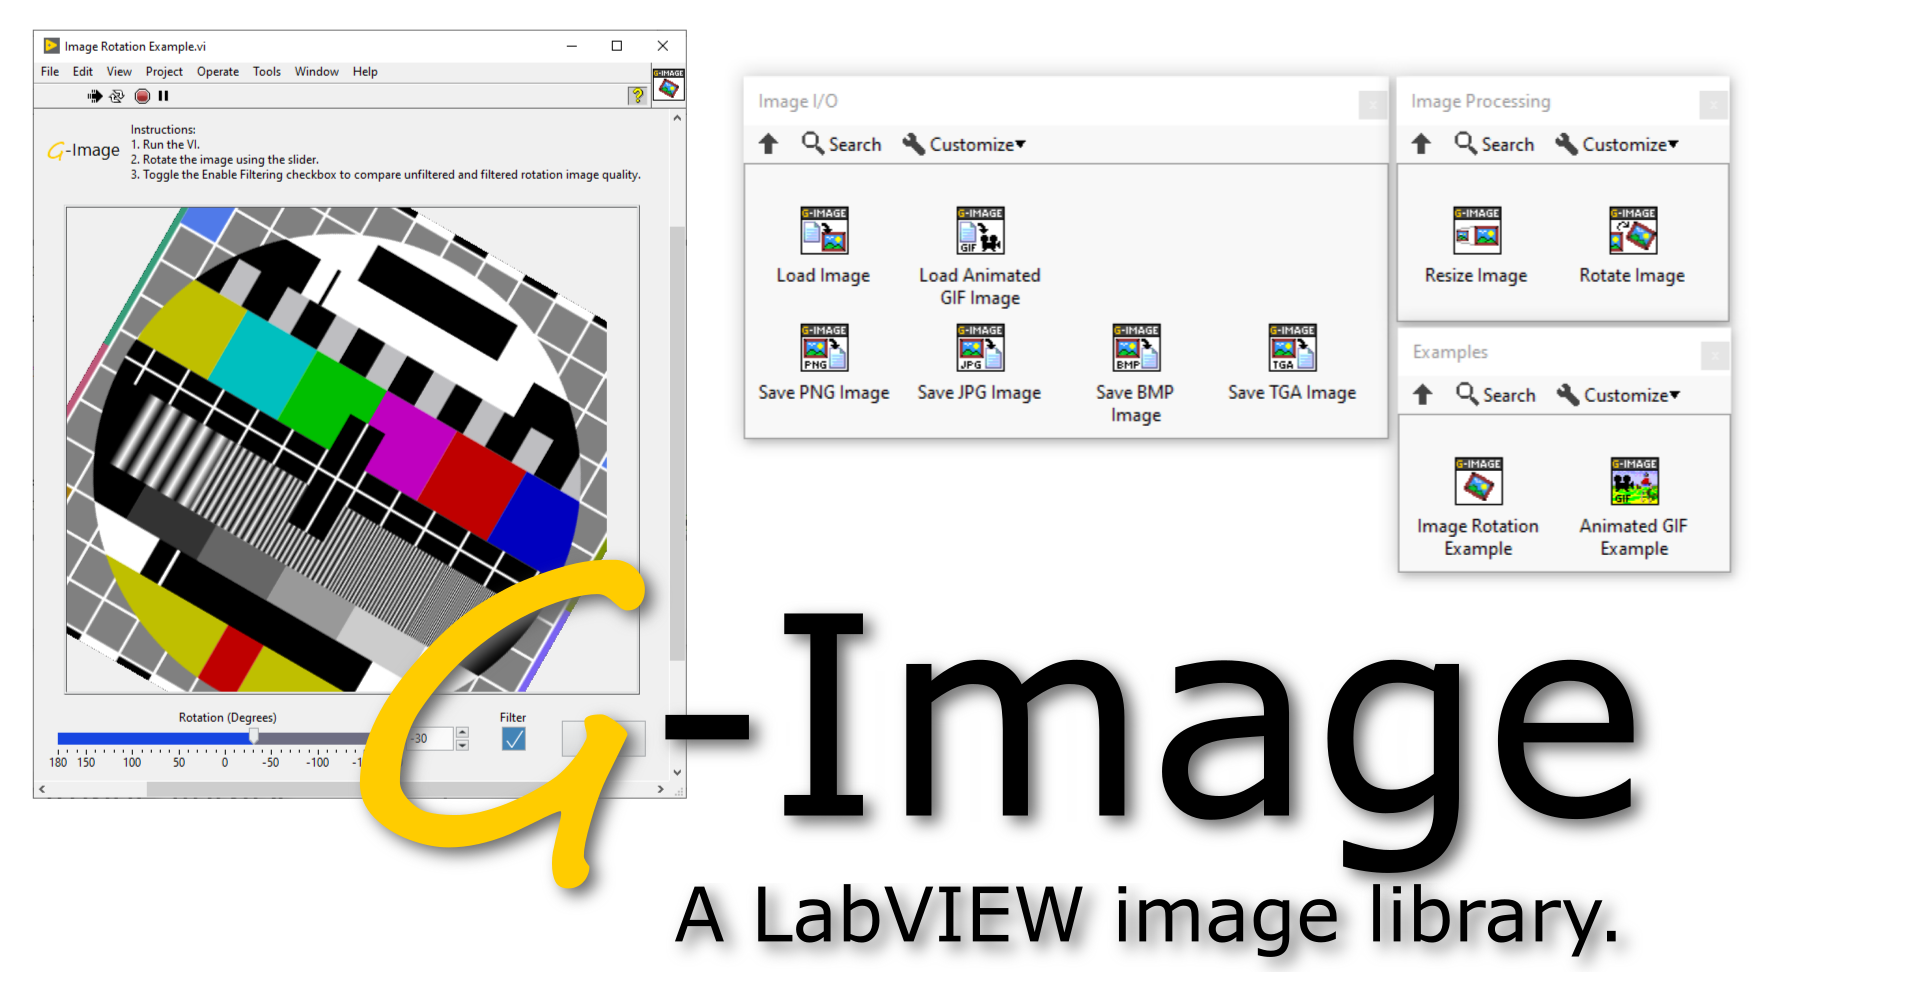 Image Rotation Example.vi
File Edit View Project Operate Tools Window Help
G-IMAGE
G-Image
Instructions:
1. Run the VI.
2. Rotate the image using the slider.
3. Toggle the Enable Filtering checkbox to compare unfiltered and filtered rotation image quality.
Rotation (Degrees)
180 150 100 50 0 -50 -100
-30
Filter
Image I/O
x
Search Customize
G-IMAGE
Load Image
G-IMAGE
GIF
Load Animated
GIF Image
G-IMAGE
PNG
Save PNG Image
G-IMAGE
JPG
Save JPG Image
G-IMAGE
BMP
Save BMP
Image
G-IMAGE
TGA
Save TGA Image
Image Processing
x
Search Customize
G-IMAGE
Resize Image
G-IMAGE
Rotate Image
Examples
x
Search Customize
G-IMAGE
Image Rotation
Example
G-IMAGE
GIF
Animated GIF
Example
G-Image
A LabVIEW image library.